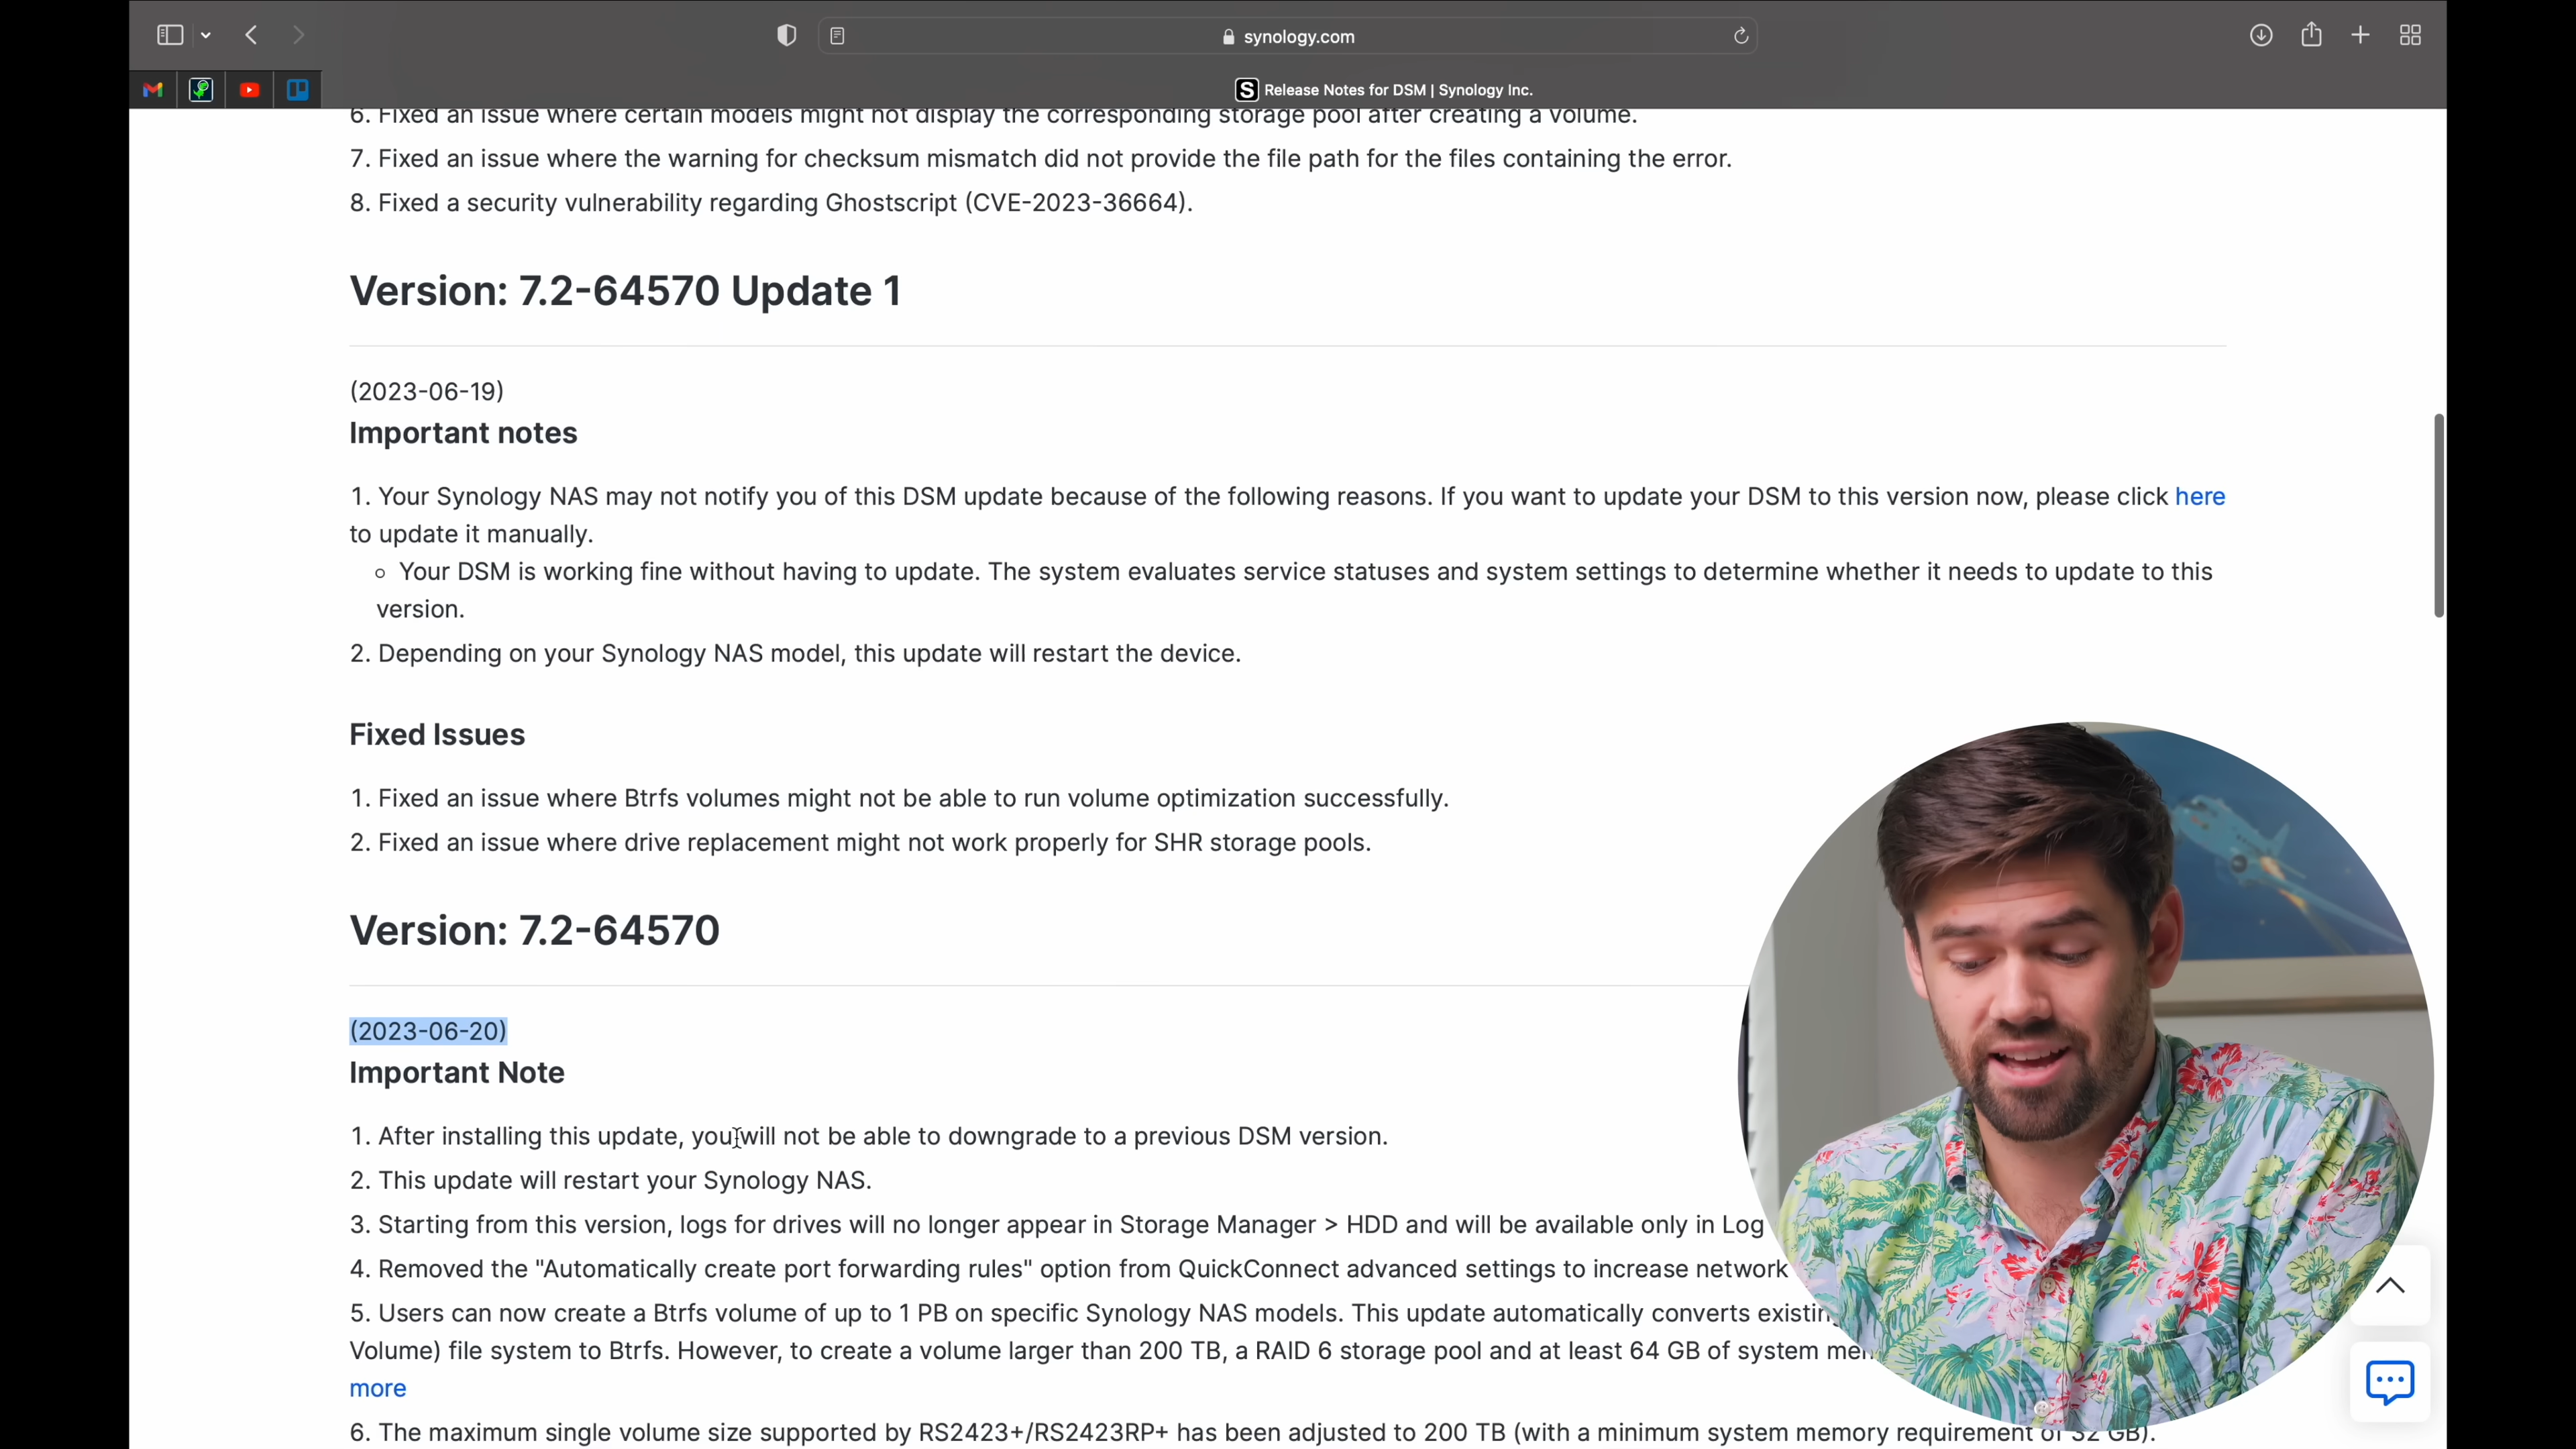 synology.com
Release Notes for DSM | Synology Inc.
6. Fixed an issue where certain models might not display the corresponding storage pool after creating a volume.
7. Fixed an issue where the warning for checksum mismatch did not provide the file path for the files containing the error.
8. Fixed a security vulnerability regarding Ghostscript (CVE-2023-36664).
Version: 7.2-64570 Update 1
(2023-06-19)
Important notes
1. Your Synology NAS may not notify you of this DSM update because of the following reasons. If you want to update your DSM to this version now, please click here
to update it manually.
Your DSM is working fine without having to update. The system evaluates service statuses and system settings to determine whether it needs to update to this
version.
2. Depending on your Synology NAS model, this update will restart the device.
Fixed Issues
1. Fixed an issue where Btrfs volumes might not be able to run volume optimization successfully.
2. Fixed an issue where drive replacement might not work properly for SHR storage pools.
Version: 7.2-64570
(2023-06-20)
Important Note
1. After installing this update, you will not be able to downgrade to a previous DSM version.
2. This update will restart your Synology NAS.
3. Starting from this version, logs for drives will no longer appear in Storage Manager > HDD and will be available only in Log
4. Removed the "Automatically create port forwarding rules" option from QuickConnect advanced settings to increase network
5. Users can now create a Btrfs volume of up to 1 PB on specific Synology NAS models. This update automatically converts
Volume) file system to Btrfs. However, to create a volume larger than 200 TB, a RAID 6 storage pool and at least 64 GB of system
more
6. The maximum single volume size supported by RS2423+/RS2423RP+ has been adjusted to 200 TB (with a minimum system memory requirement of 32 GB).